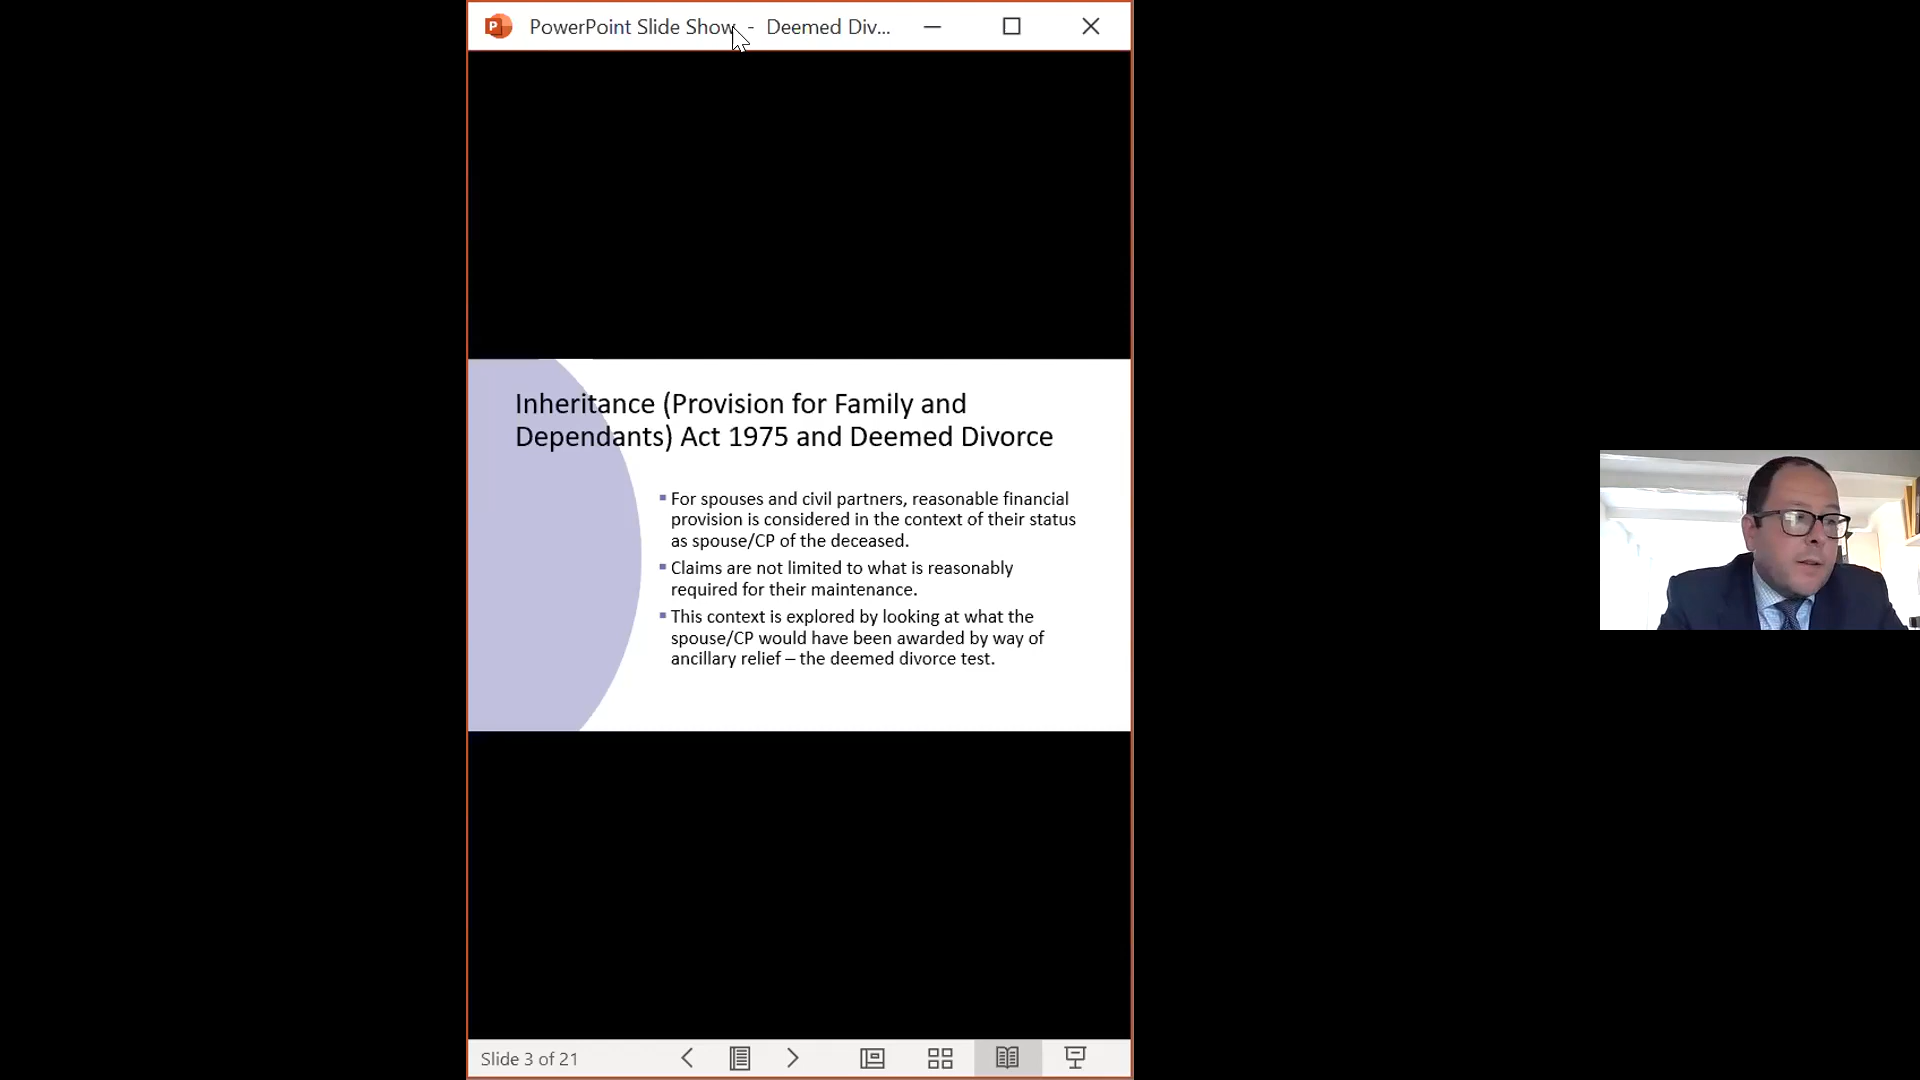 PowerPoint Slide Show - Deemed Div...
Inheritance (Provision for Family and
Dependants) Act 1975 and Deemed Divorce
▪ For spouses and civil partners, reasonable financial
provision is considered in the context of their status
as spouse/CP of the deceased.
▪ Claims are not limited to what is reasonably
required for their maintenance.
▪ This context is explored by looking at what the
spouse/CP would have been awarded by way of
ancillary relief – the deemed divorce test.
Slide 3 of 21